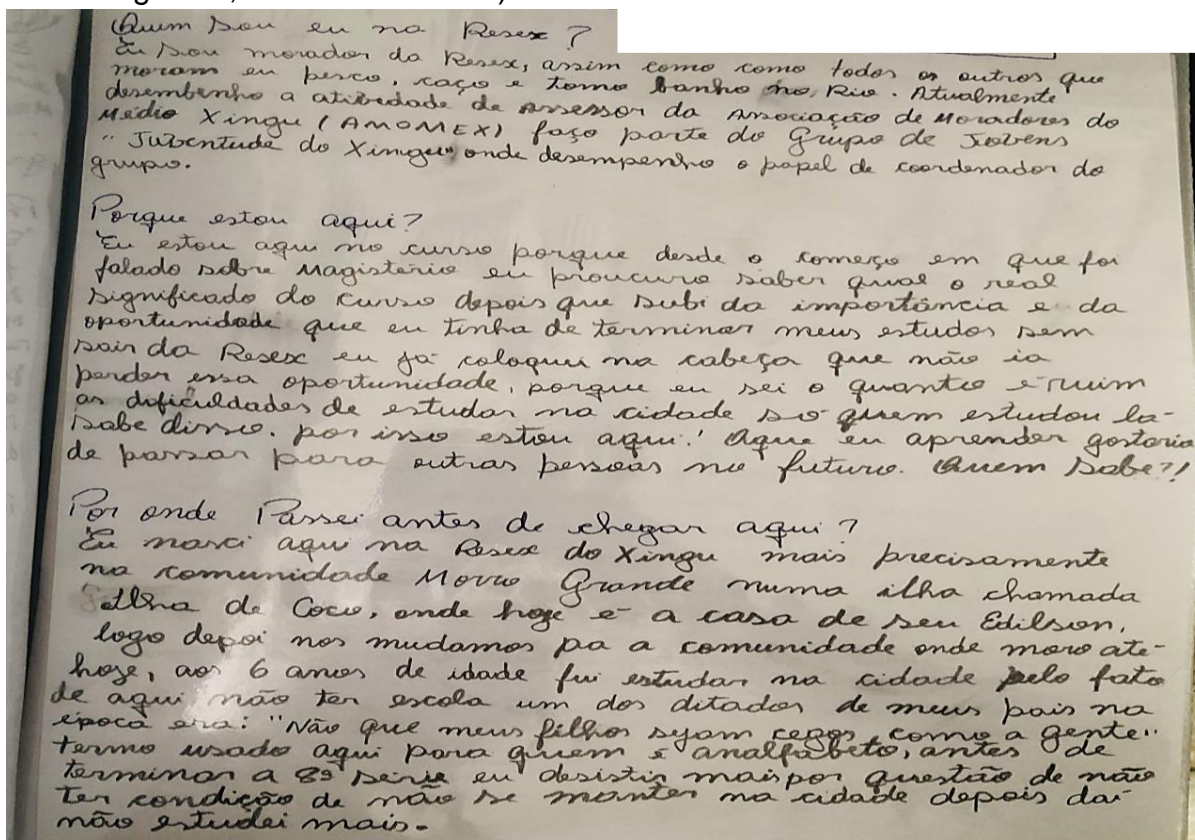 Quem sou eu na Resex?
Eu sou morador da Resex, assim como como todos os outros que
moram eu pesco, caço e tomo banho no Rio. Atualmente
desembenho a atibedade de assessor da Associação de Moradores do
Médio Xingu (AMOMEX) faço parte do Grupo de Jovens
"Jubentude do Xingu" onde desempenho o papel de coordenador do
grupo.
Porque estou aqui?
Eu estou aqui no curso porque desde o começo em que foi
falado sobre Magistério eu proucuro saber qual o real
significado do curso depois que subi da importância e da
oportunidade que eu tinha de terminar meus estudos sem
sair da Resex eu já coloquei na cabeça que não ia
perder essa oportunidade, porque eu sei o quanto é ruim
as dificuldades de estudar na cidade só quem estudou lá
sabe disso. por isso estou aqui! Aque eu aprender gostaria
de passar para outras pessoas no futuro. Quem Sabe?!
Por onde Passei antes de chegar aqui?
Eu nasci aqui na Resex do Xingu mais precisamente
na comunidade Morro Grande numa ilha chamada
Ilha de Coco, onde hoje é a casa de seu Edilson,
logo depoi nos mudamos pa a comunidade onde moro até
hoje, aos 6 anos de idade fui estudar na cidade pelo fato
de aqui não ter escola um dos ditados de meus pais na
época era: "Não que meus filhos sejam cegos como a gente"
termo usado aqui para quem é analfabeto, antes de
terminar a 8ª série eu desistir mais por questão de não
ter condição de não se manter na cidade depois daí
não estudei mais.